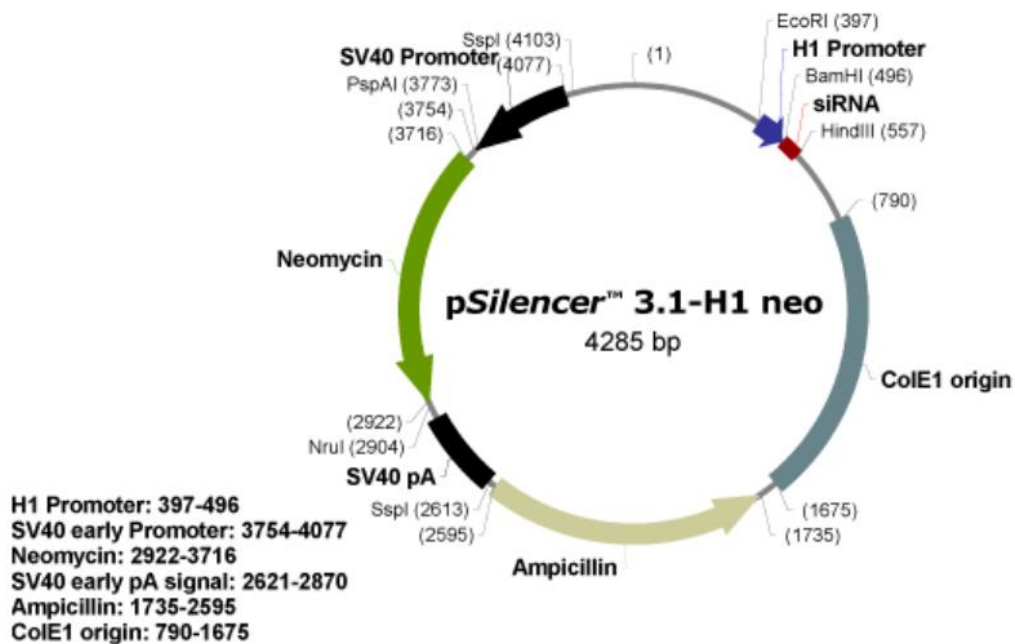 EcoRI (397)
SspI (4103)
(1)
H1 Promoter
SV40 Promoter
(4077)
BamHI (496)
PspAI (3773)
siRNA
(3754)
HindIII (557)
(3716)
(790)
Neomycin
pSilencer™ 3.1-H1 neo
4285 bp
ColE1 origin
(2922)
NruI (2904)
SV40 pA
SspI (2613)
(2595)
(1675)
(1735)
Ampicillin
H1 Promoter: 397-496
SV40 early Promoter: 3754-4077
Neomycin: 2922-3716
SV40 early pA signal: 2621-2870
Ampicillin: 1735-2595
ColE1 origin: 790-1675